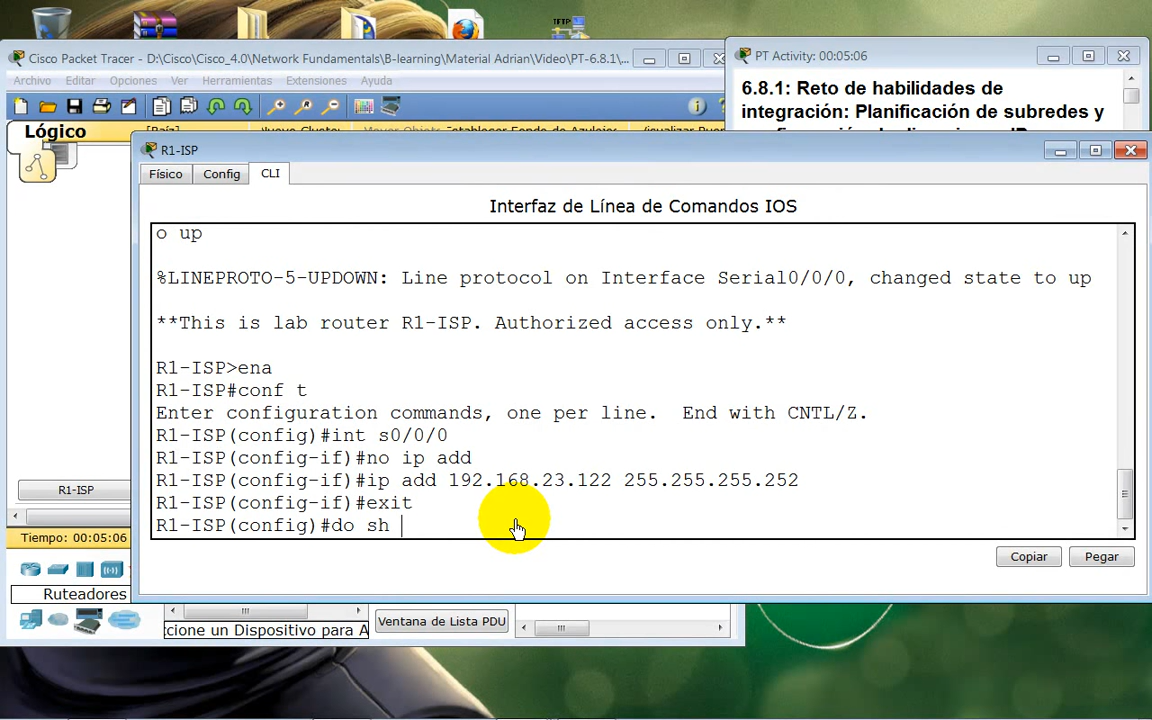 TFTP
Cisco Packet Tracer - D:\Cisco\Cisco_4.0\Network Fundamentals\B-learning\Material Adrian\Video\PT-6.8.1\...
PT Activity: 00:05:06
Archivo Editar Opciones Ver Herramientas Extensiones Ayuda
6.8.1: Reto de habilidades de
integración: Planificación de subredes y
Lógico
[Raíz]
R1-ISP
Físico Config CLI
Interfaz de Línea de Comandos IOS
o up
%LINEPROTO-5-UPDOWN: Line protocol on Interface Serial0/0/0, changed state to up
**This is lab router R1-ISP. Authorized access only.**
R1-ISP>ena
R1-ISP#conf t
Enter configuration commands, one per line. End with CNTL/Z.
R1-ISP(config)#int s0/0/0
R1-ISP(config-if)#no ip add
R1-ISP(config-if)#ip add 192.168.23.122 255.255.255.252
R1-ISP(config-if)#exit
R1-ISP(config)#do sh
R1-ISP
Tiempo: 00:05:06
Copiar Pegar
Ruteadores
Ventana de Lista PDU
ccione un Dispositivo para A